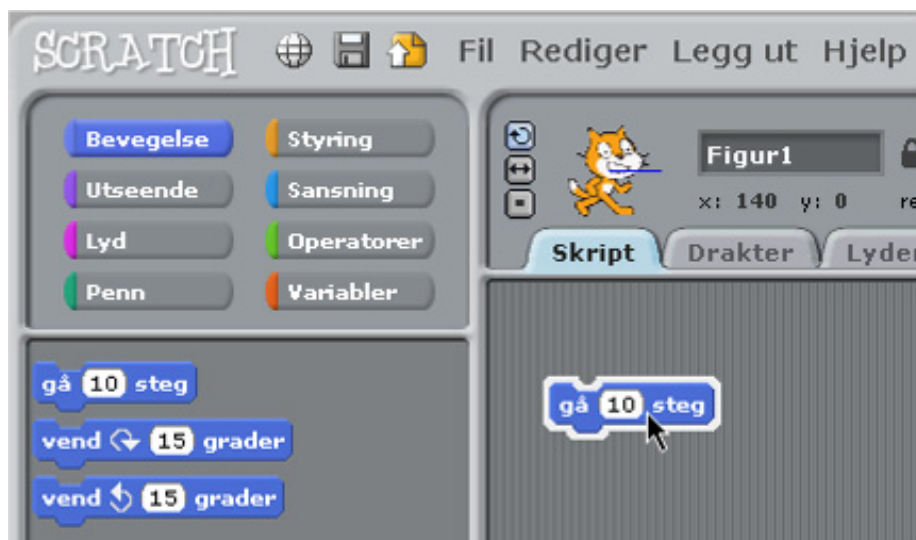 SCRATCH Fil Rediger Legg ut Hjelp
Bevegelse Styring
Utseende Sansning
Lyd Operatorer
Penn Variabler
Figur1
x: 140 y: 0
Skript Drakter Lyder
gå 10 steg
vend 15 grader
vend 15 grader
gå 10 steg